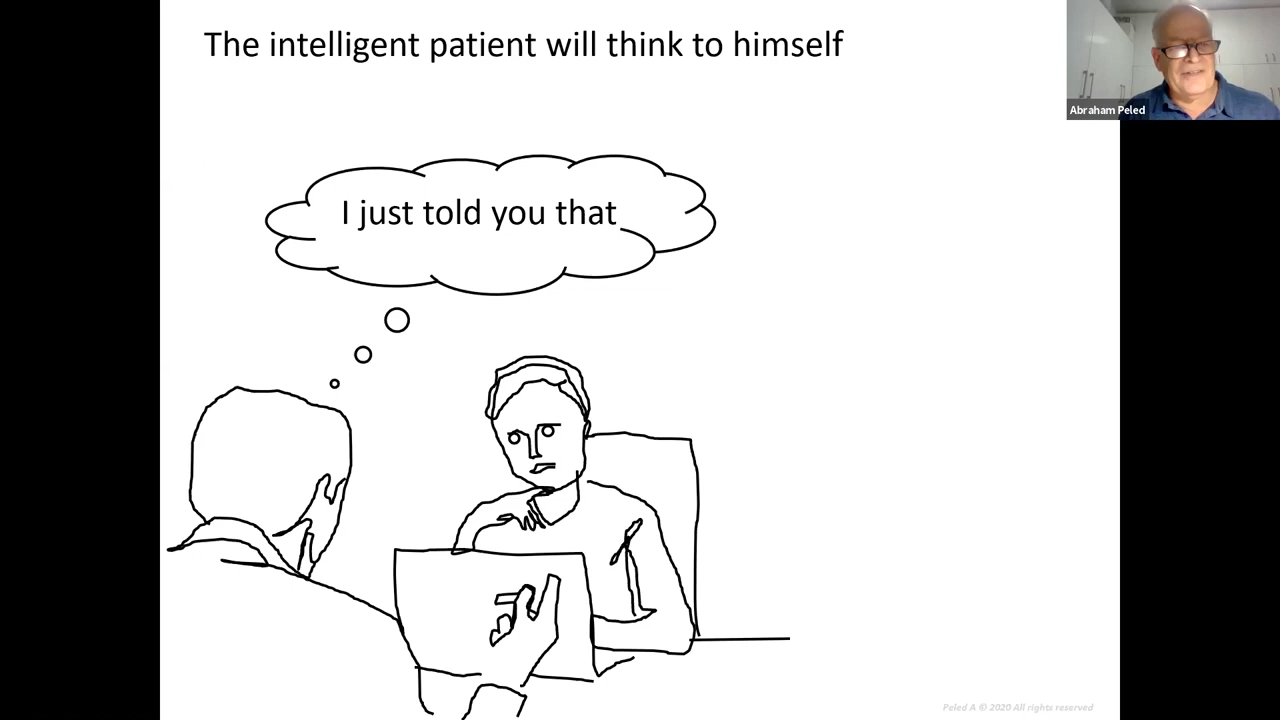 The intelligent patient will think to himself
Abraham Peled
I just told you that
Peled A © 2020 All rights reserved